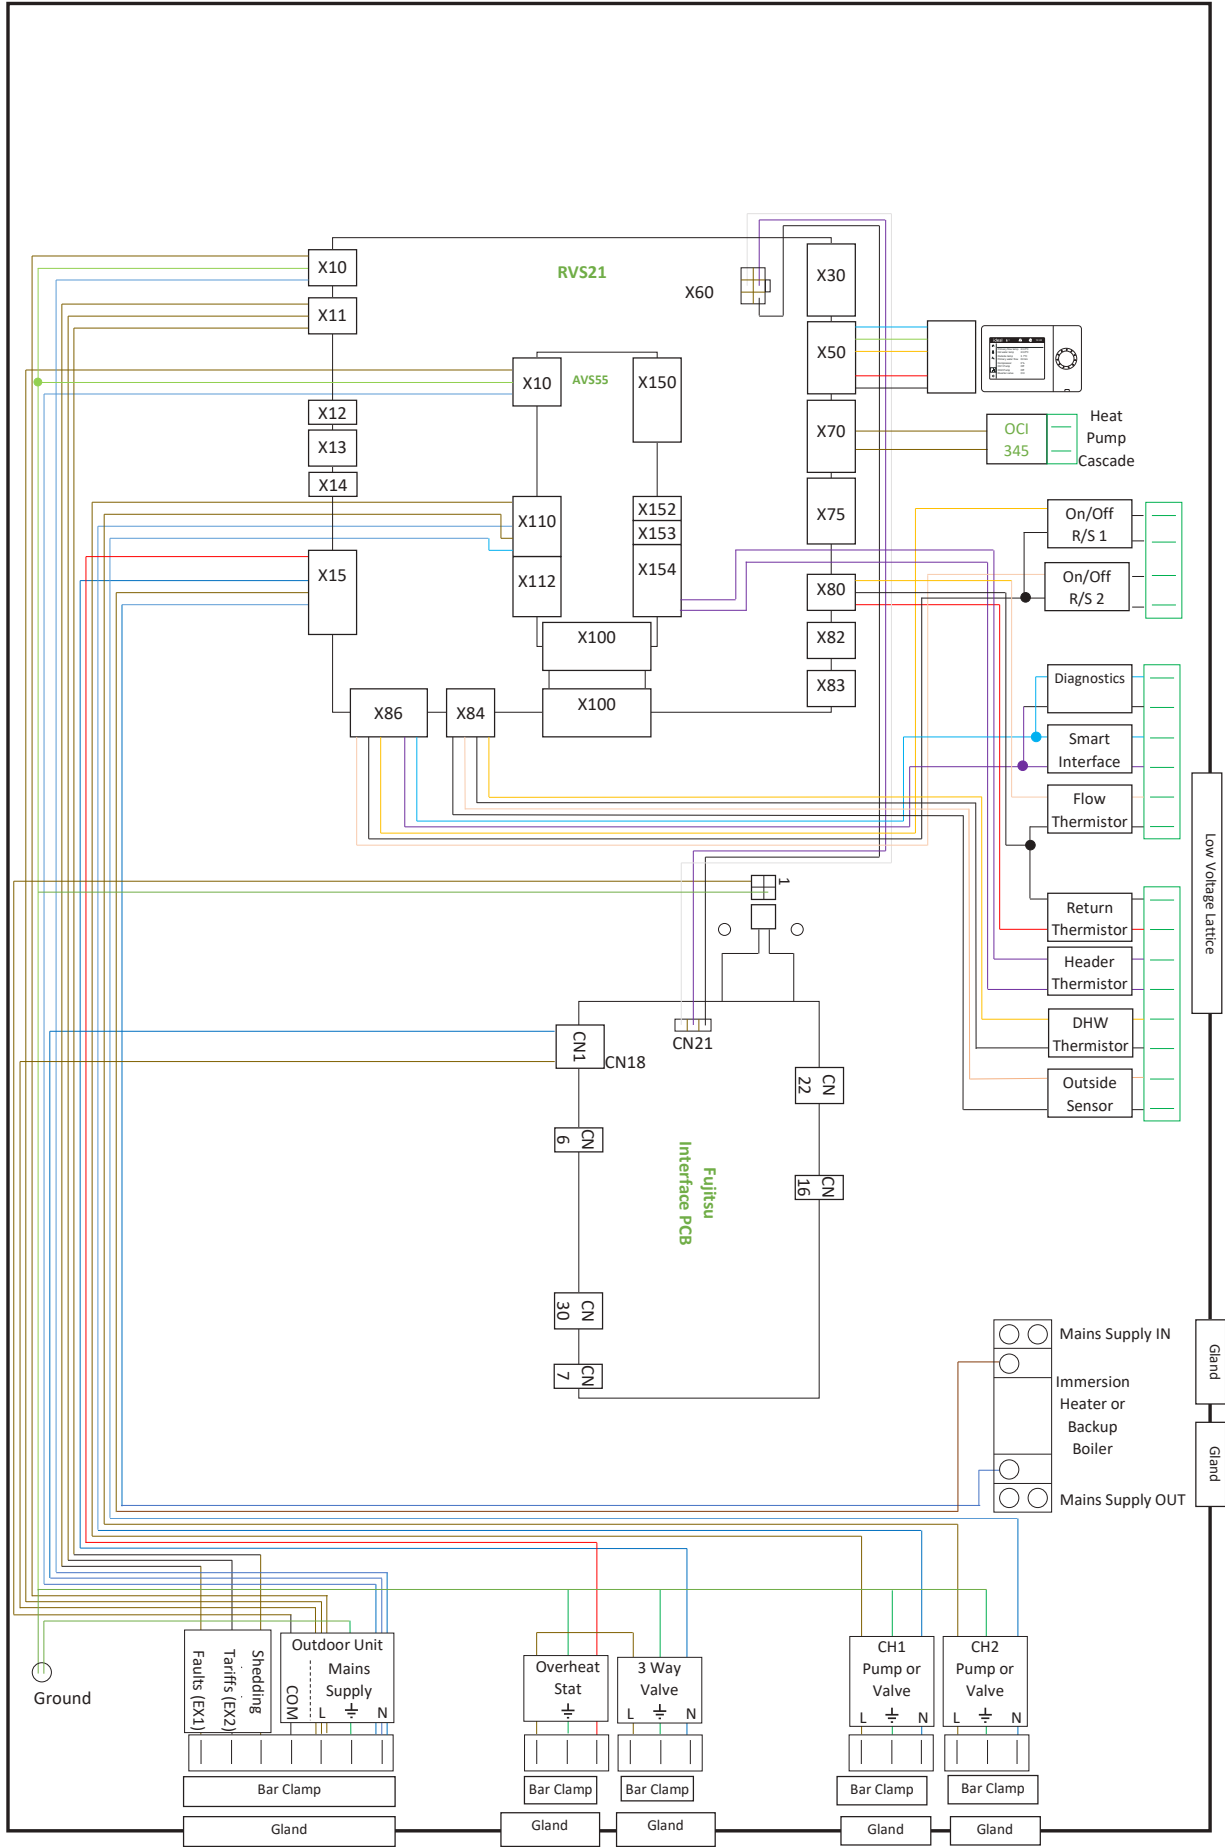 RVS21
X10
X11
X12
X13
X14
X15
X60
X30
X50
X70
X75
X80
X82
X83
X10
AVS55
X150
X110
X112
X152
X153
X154
X100
X100
X86
X84
OCI
345
Heat
Pump
Cascade
On/Off
R/S 1
On/Off
R/S 2
Diagnostics
Smart
Interface
Flow
Thermistor
Return
Thermistor
Header
Thermistor
DHW
Thermistor
Outside
Sensor
Low Voltage Lattice
1
CN21
CN1
CN18
CN
22
CN
6
CN
16
Fujitsu
Interface PCB
CN
30
CN
7
Mains Supply IN
Immersion
Heater or
Backup
Boiler
Mains Supply OUT
Gland
Gland
Ground
Faults (EX1)
Tariffs (EX2)
Shedding
Outdoor Unit
COM
Mains
Supply
L
N
Overheat
Stat
3 Way
Valve
L
N
CH1
Pump or
Valve
L
N
CH2
Pump or
Valve
L
N
Bar Clamp
Bar Clamp
Bar Clamp
Bar Clamp
Bar Clamp
Gland
Gland
Gland
Gland
Gland